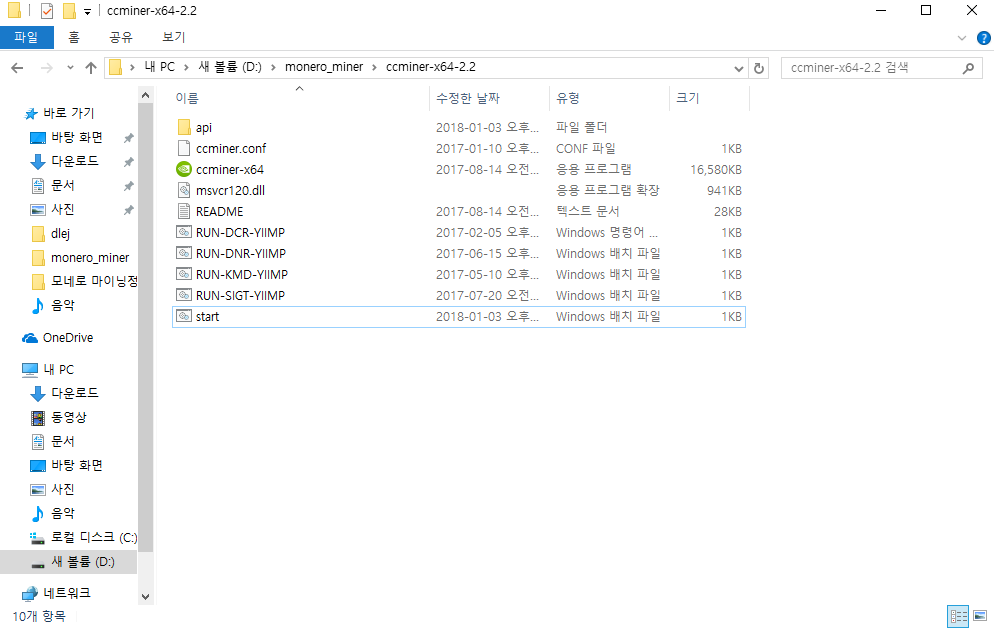 ccminer-x64-2.2
파일 홈 공유 보기
내 PC 새 볼륨 (D:) monero_miner ccminer-x64-2.2 ccminer-x64-2.2 검색
바로 가기
바탕 화면
다운로드
문서
사진
dlej
monero_miner
모네로 마이닝정
음악
OneDrive
내 PC
다운로드
동영상
문서
바탕 화면
사진
음악
로컬 디스크 (C:)
새 볼륨 (D:)
네트워크
이름 수정한 날짜 유형 크기
api 2018-01-03 오후... 파일 폴더
ccminer.conf 2017-01-10 오후... CONF 파일 1KB
ccminer-x64 2017-08-14 오전... 응용 프로그램 16,580KB
msvcr120.dll 응용 프로그램 확장 941KB
README 2017-08-14 오전... 텍스트 문서 28KB
RUN-DCR-YIIMP 2017-02-05 오후... Windows 명령어 ... 1KB
RUN-DNR-YIIMP 2017-06-15 오후... Windows 배치 파일 1KB
RUN-KMD-YIIMP 2017-05-10 오후... Windows 배치 파일 1KB
RUN-SIGT-YIIMP 2017-07-20 오전... Windows 배치 파일 1KB
start 2018-01-03 오후... Windows 배치 파일 1KB
10개 항목